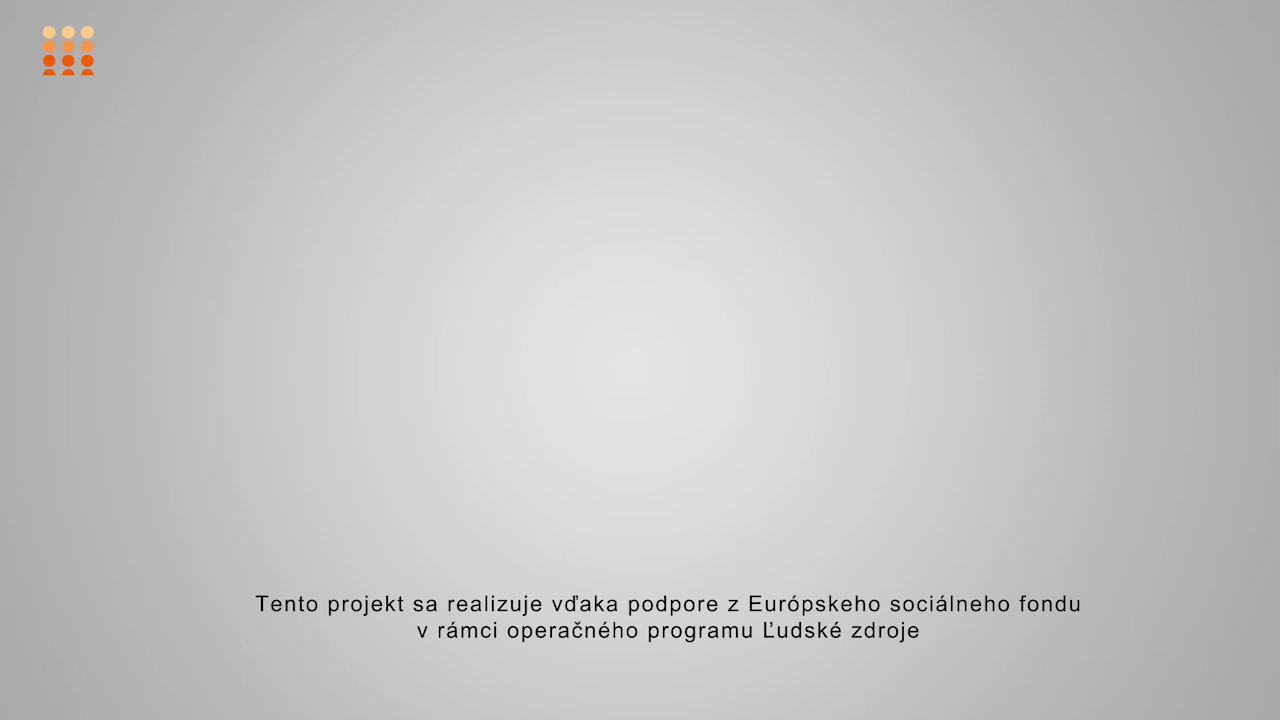 Tento projekt sa realizuje vďaka podpore z Európskeho sociálneho fondu
v rámci operačného programu Ľudské zdroje